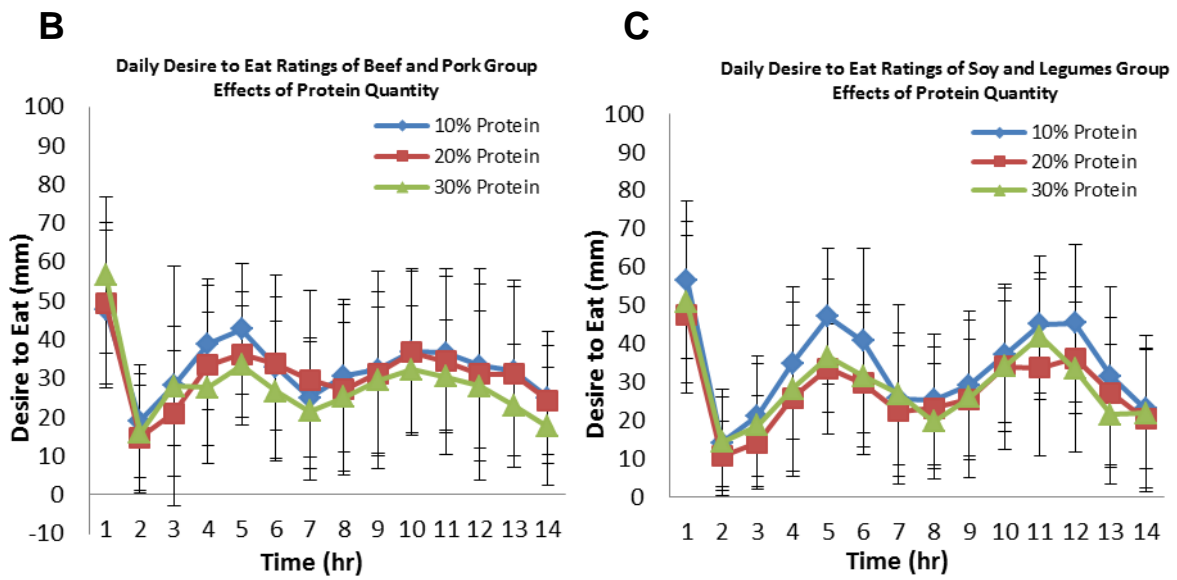 B
Daily Desire to Eat Ratings of Beef and Pork Group
Effects of Protein Quantity
100
90
80
70
60
50
40
30
20
10
0
-10
Desire to Eat (mm)
10% Protein
20% Protein
30% Protein
1 2 3 4 5 6 7 8 9 10 11 12 13 14
Time (hr)
C
Daily Desire to Eat Ratings of Soy and Legumes Group
Effects of Protein Quantity
100
90
80
70
60
50
40
30
20
10
0
Desire to Eat (mm)
10% Protein
20% Protein
30% Protein
1 2 3 4 5 6 7 8 9 10 11 12 13 14
Time (hr)